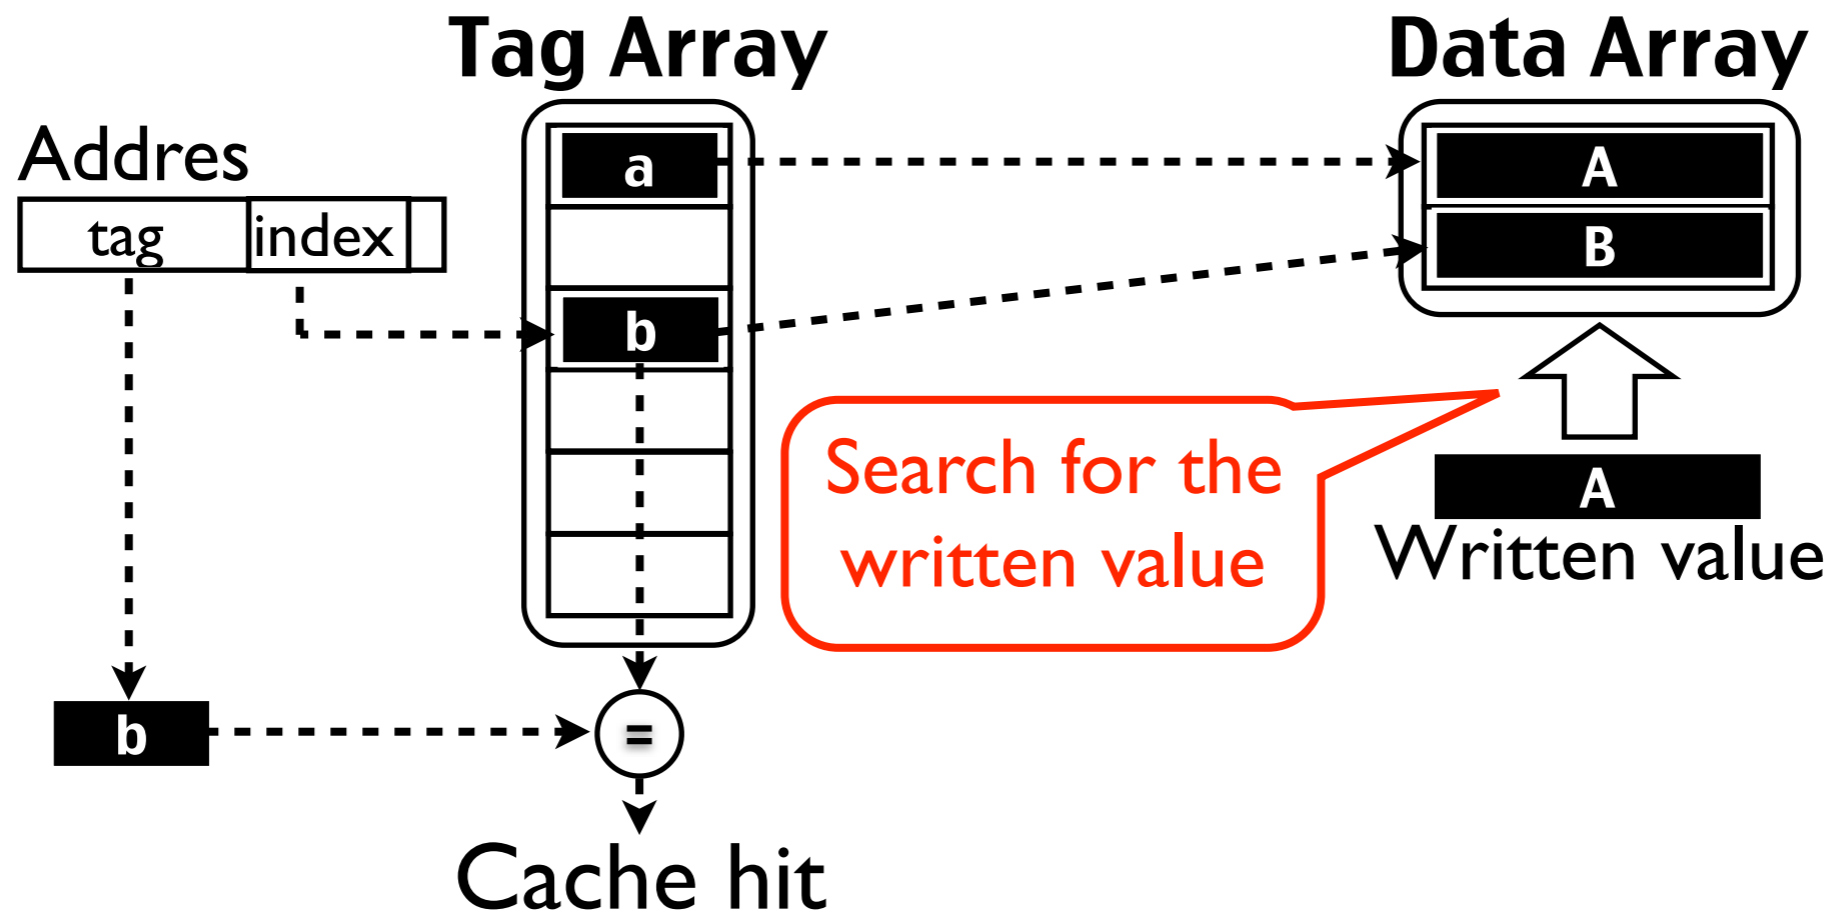 Tag Array
Data Array
Addres
tag
index
a
A
B
b
Search for the
written value
A
Written value
b
=
Cache hit